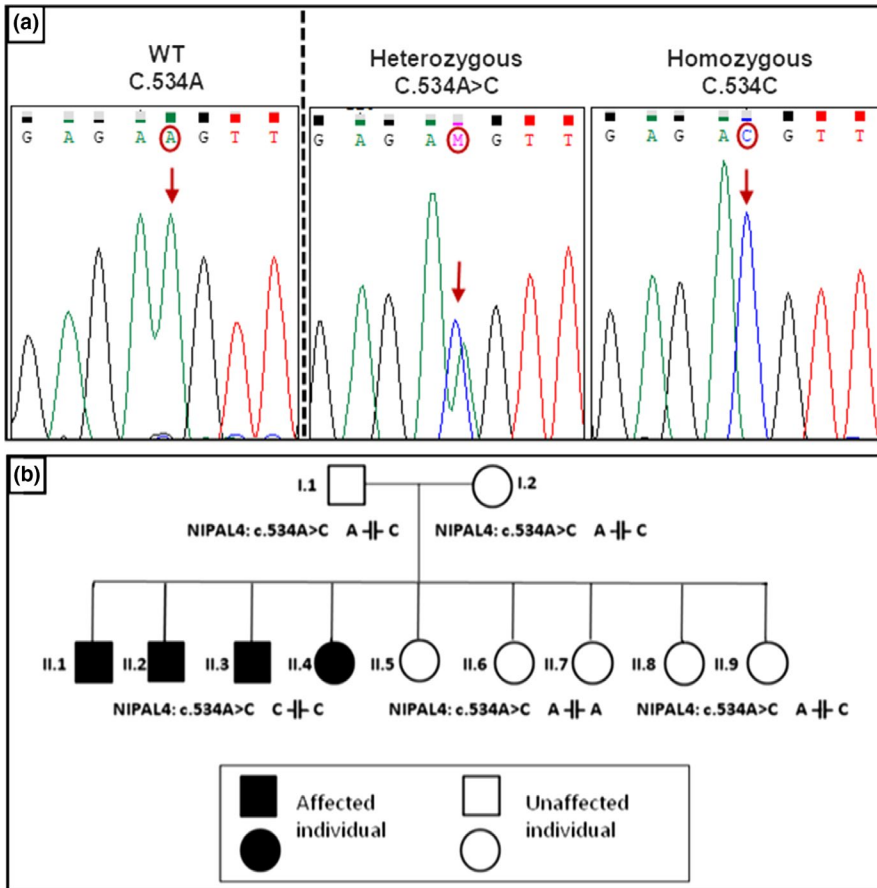 (a)
WT
C.534A
Heterozygous
C.534A>C
Homozygous
C.534C
G A G A A G T T
G A G A M G T T
G A G A C G T T
(b)
I.1
I.2
NIPAL4: c.534A>C A C
NIPAL4: c.534A>C A C
II.1 II.2 II.3 II.4 II.5 II.6 II.7 II.8 II.9
NIPAL4: c.534A>C C C
NIPAL4: c.534A>C A A
NIPAL4: c.534A>C A C
Affected
individual
Unaffected
individual